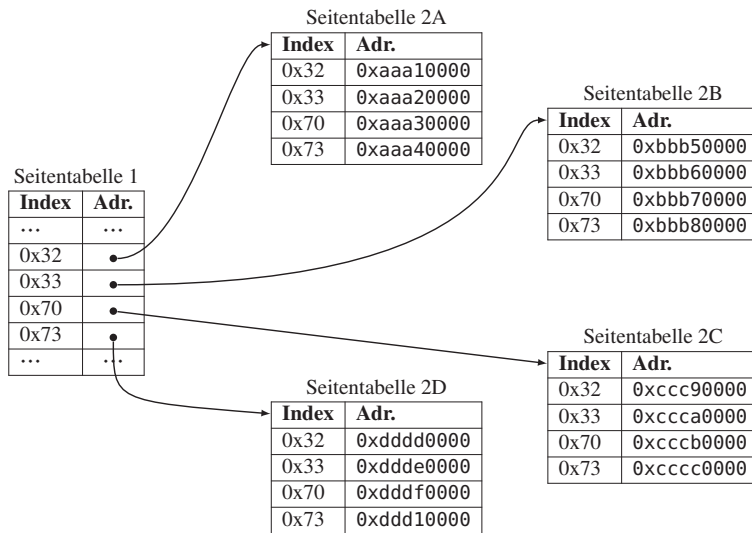 Seitentabelle 2A
Index Adr.
0x32 0xaaa10000
0x33 0xaaa20000
0x70 0xaaa30000
0x73 0xaaa40000
Seitentabelle 2B
Index Adr.
0x32 0xbbb50000
0x33 0xbbb60000
0x70 0xbbb70000
0x73 0xbbb80000
Seitentabelle 1
Index Adr.
... ...
0x32
0x33
0x70
0x73
... ...
Seitentabelle 2C
Index Adr.
0x32 0xccc90000
0x33 0xccca0000
0x70 0xcccb0000
0x73 0xcccc0000
Seitentabelle 2D
Index Adr.
0x32 0xdddd0000
0x33 0xddde0000
0x70 0xdddf0000
0x73 0xddd10000